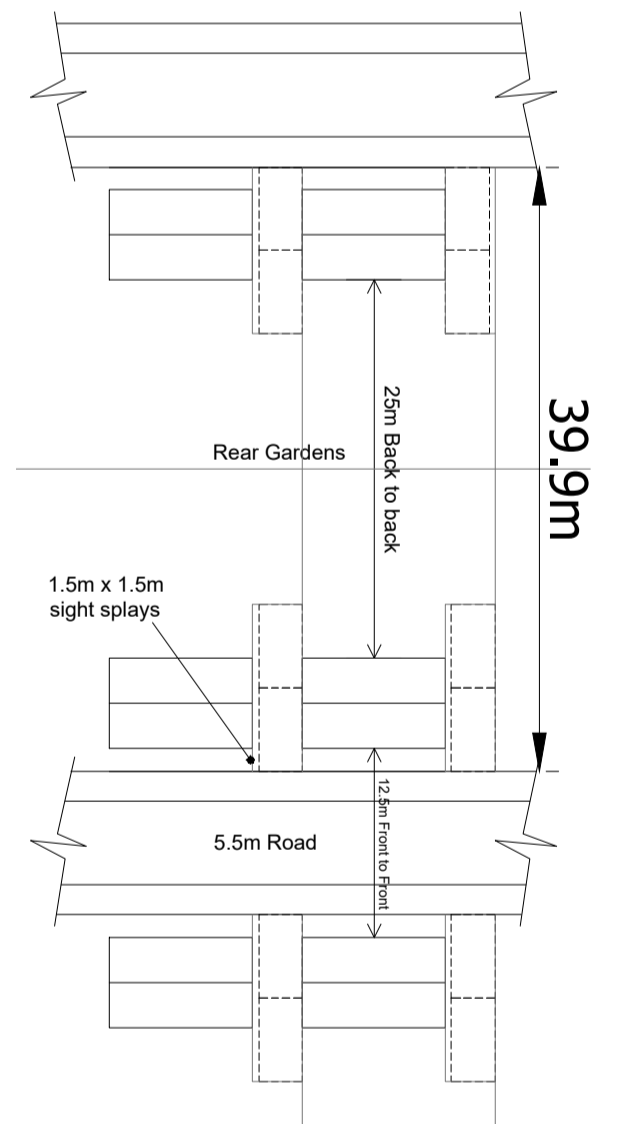 39.9m
25m Back to back
Rear Gardens
1.5m x 1.5m
sight splays
12.5m Front to Front
5.5m Road